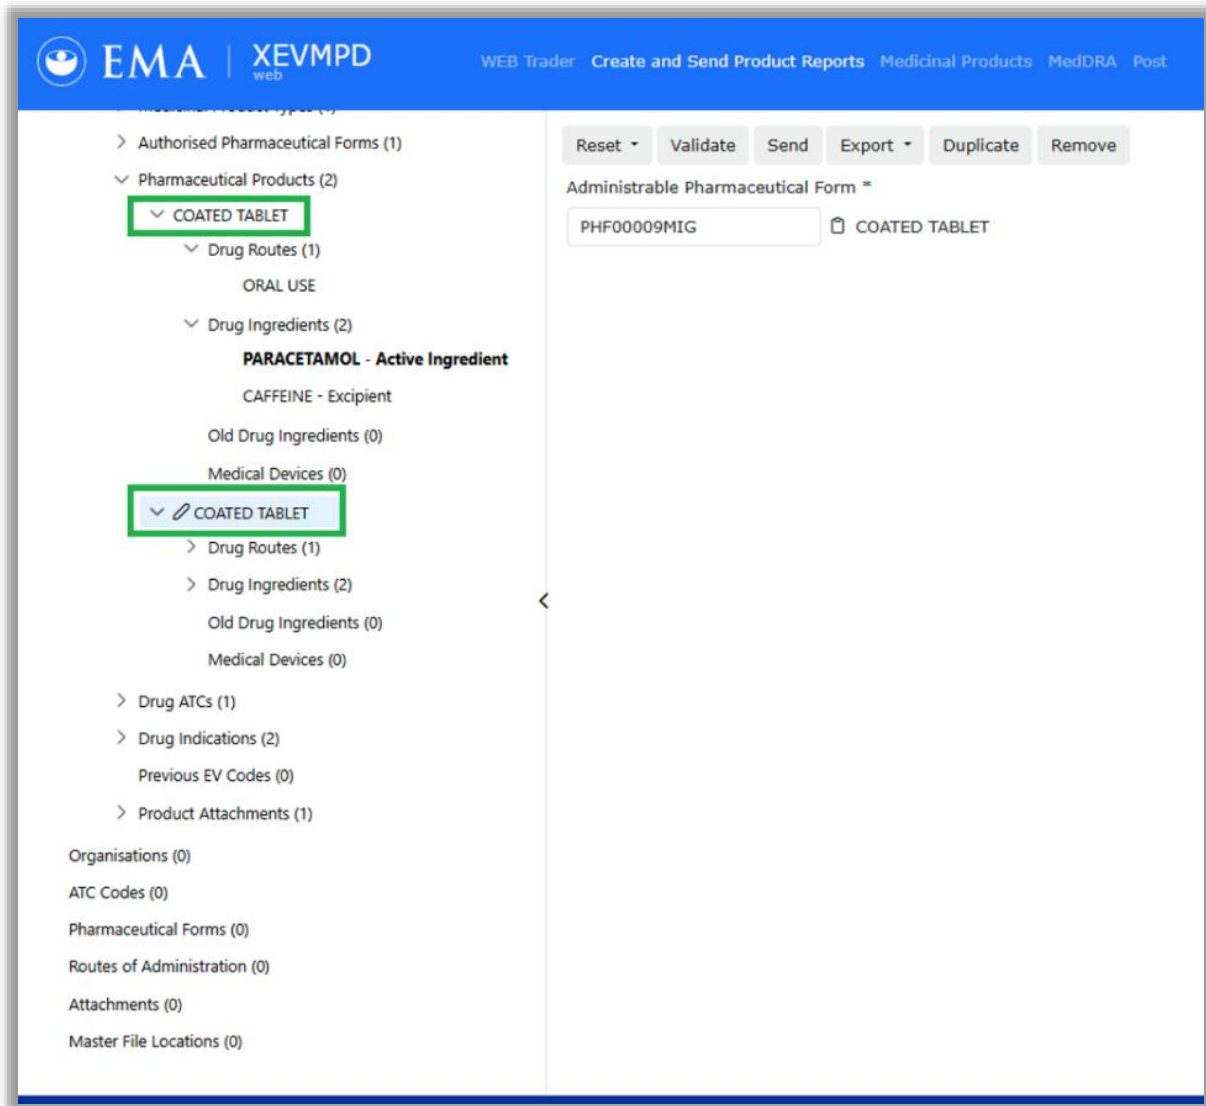 EMA | XEVMPD
web
WEB Trader Create and Send Product Reports Medicinal Products MedDRA Post
Authorised Pharmaceutical Forms (1)
Pharmaceutical Products (2)
COATED TABLET
Drug Routes (1)
ORAL USE
Drug Ingredients (2)
PARACETAMOL - Active Ingredient
CAFFEINE - Excipient
Old Drug Ingredients (0)
Medical Devices (0)
COATED TABLET
Drug Routes (1)
Drug Ingredients (2)
Old Drug Ingredients (0)
Medical Devices (0)
Drug ATCs (1)
Drug Indications (2)
Previous EV Codes (0)
Product Attachments (1)
Organisations (0)
ATC Codes (0)
Pharmaceutical Forms (0)
Routes of Administration (0)
Attachments (0)
Master File Locations (0)
Reset Validate Send Export Duplicate Remove
Administrable Pharmaceutical Form *
PHF00009MIG COATED TABLET